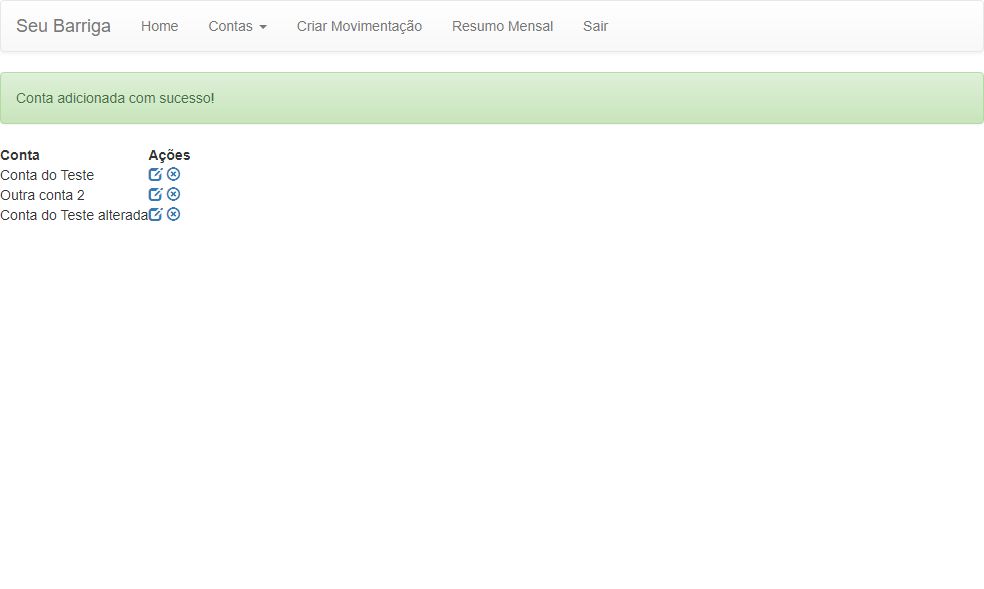 Seu Barriga Home Contas Criar Movimentação Resumo Mensal Sair
Conta adicionada com sucesso!
Conta Ações
Conta do Teste
Outra conta 2
Conta do Teste alterada